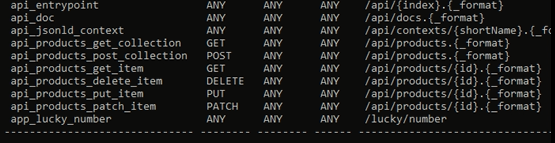 api_entrypoint ANY ANY ANY /api/{index}.{_format}
api_doc ANY ANY ANY /api/docs.{_format}
api_jsonld_context ANY ANY ANY /api/contexts/{shortName}.{_fo
api_products_get_collection GET ANY ANY /api/products.{_format}
api_products_post_collection POST ANY ANY /api/products.{_format}
api_products_get_item GET ANY ANY /api/products/{id}.{_format}
api_products_delete_item DELETE ANY ANY /api/products/{id}.{_format}
api_products_put_item PUT ANY ANY /api/products/{id}.{_format}
api_products_patch_item PATCH ANY ANY /api/products/{id}.{_format}
app_lucky_number ANY ANY ANY /lucky/number